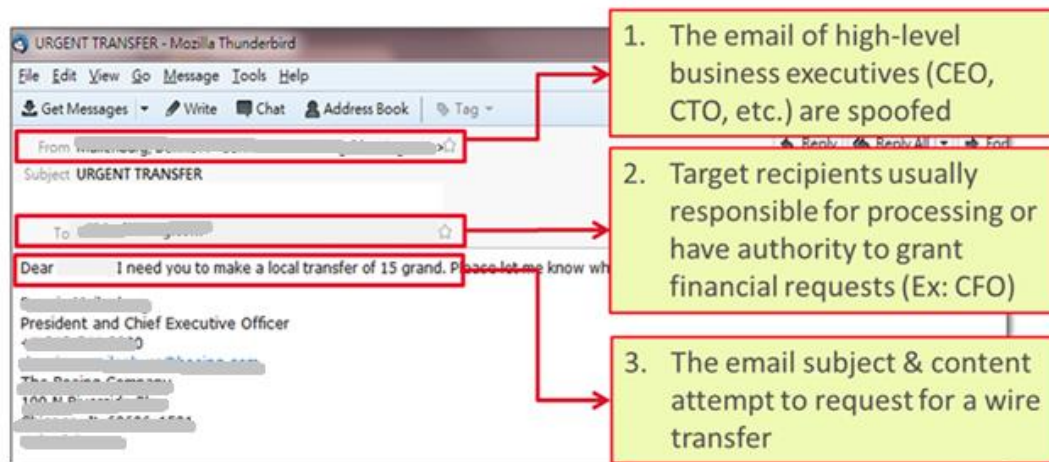 URGENT TRANSFER - Mozilla Thunderbird
File Edit View Go Message Tools Help
Get Messages Write Chat Address Book Tag
From
Reply Reply All For
Subject URGENT TRANSFER
To
Dear I need you to make a local transfer of 15 grand. Please let me know wh
President and Chief Executive Officer
1. The email of high-level
business executives (CEO,
CTO, etc.) are spoofed
2. Target recipients usually
responsible for processing or
have authority to grant
financial requests (Ex: CFO)
3. The email subject & content
attempt to request for a wire
transfer